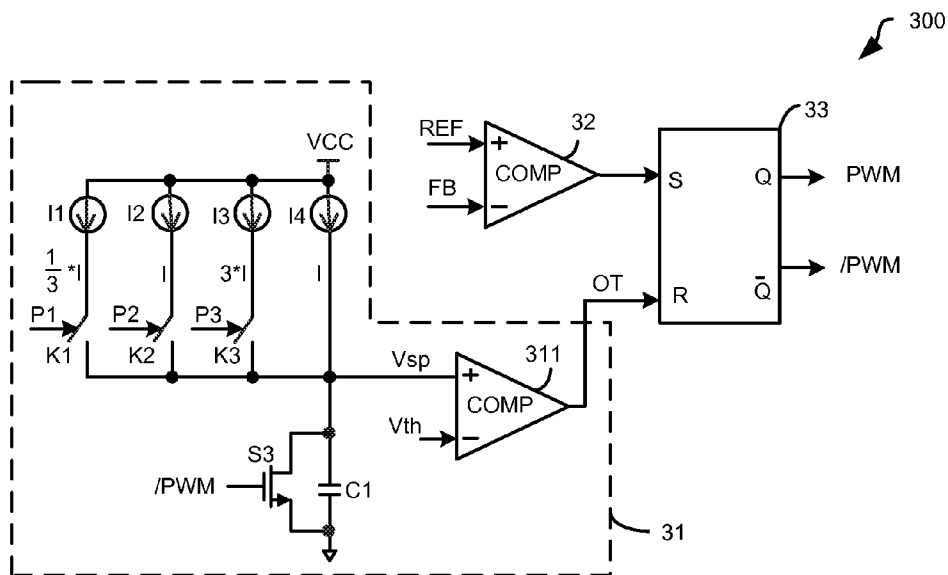 300
33
32
REF
+
COMP
FB
−
S
Q
PWM
R
Q̅
/PWM
OT
VCC
I1
I2
I3
I4
1/3 *I
I
3*I
I
P1
P2
P3
K1
K2
K3
Vsp
311
+
COMP
Vth
−
S3
/PWM
C1
31